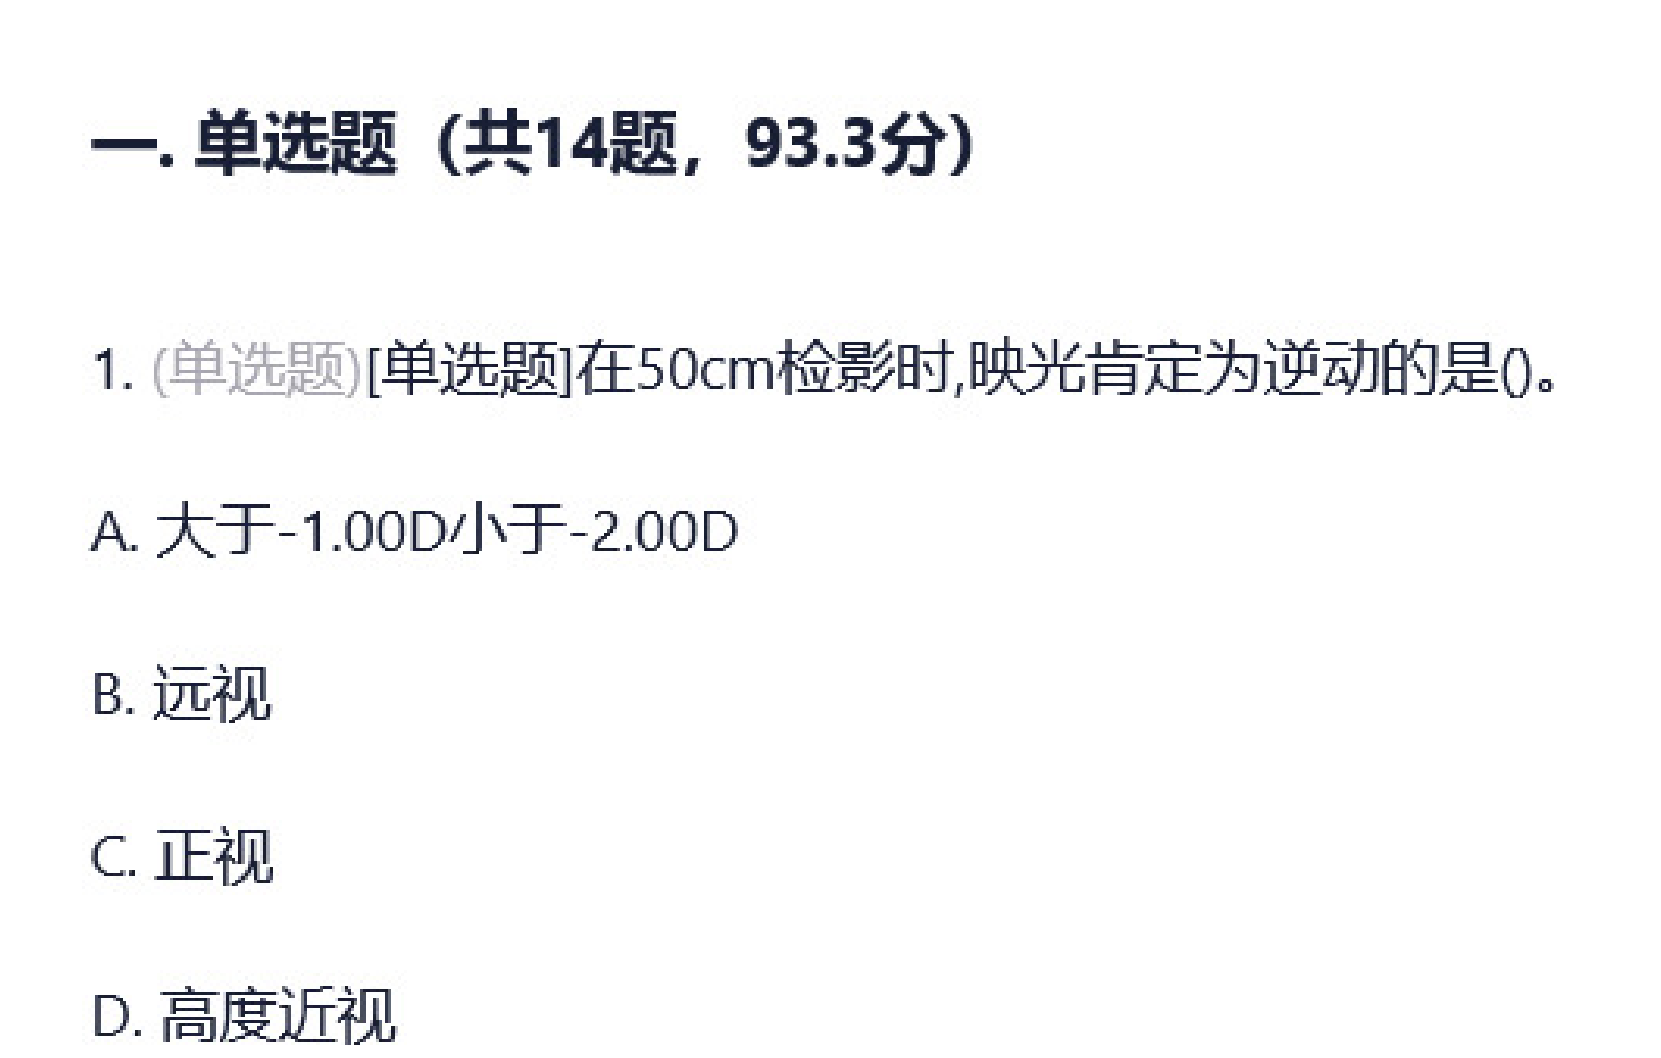 一. 单选题（共14题，93.3分）
1. (单选题)[单选题]在50cm检影时,映光肯定为逆动的是()。
A. 大于-1.00D小于-2.00D
B. 远视
C. 正视
D. 高度近视